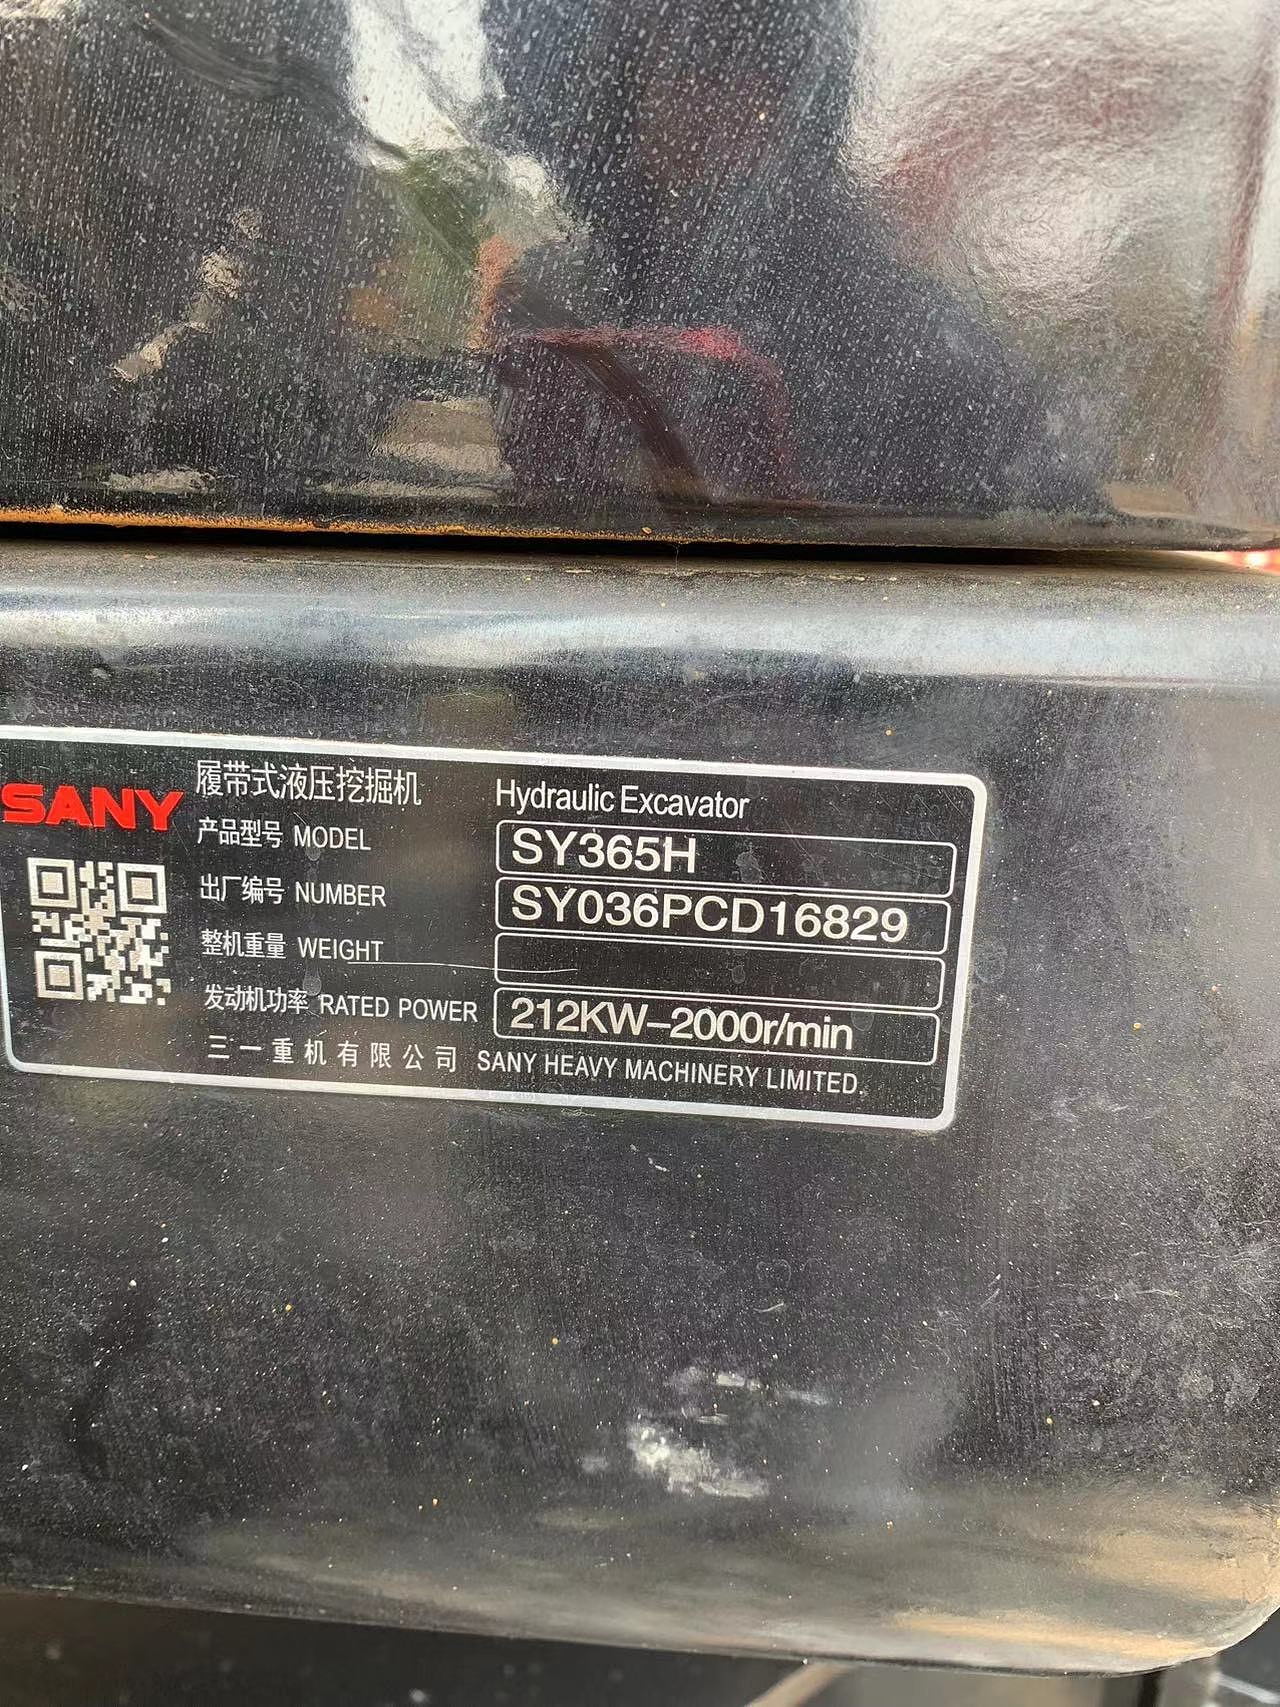 SANY
履带式液压挖掘机 Hydraulic Excavator
产品型号 MODEL SY365H
出厂编号 NUMBER SY036PCD16829
整机重量 WEIGHT
发动机功率 RATED POWER 212KW-2000r/min
三一重机有限公司 SANY HEAVY MACHINERY LIMITED.